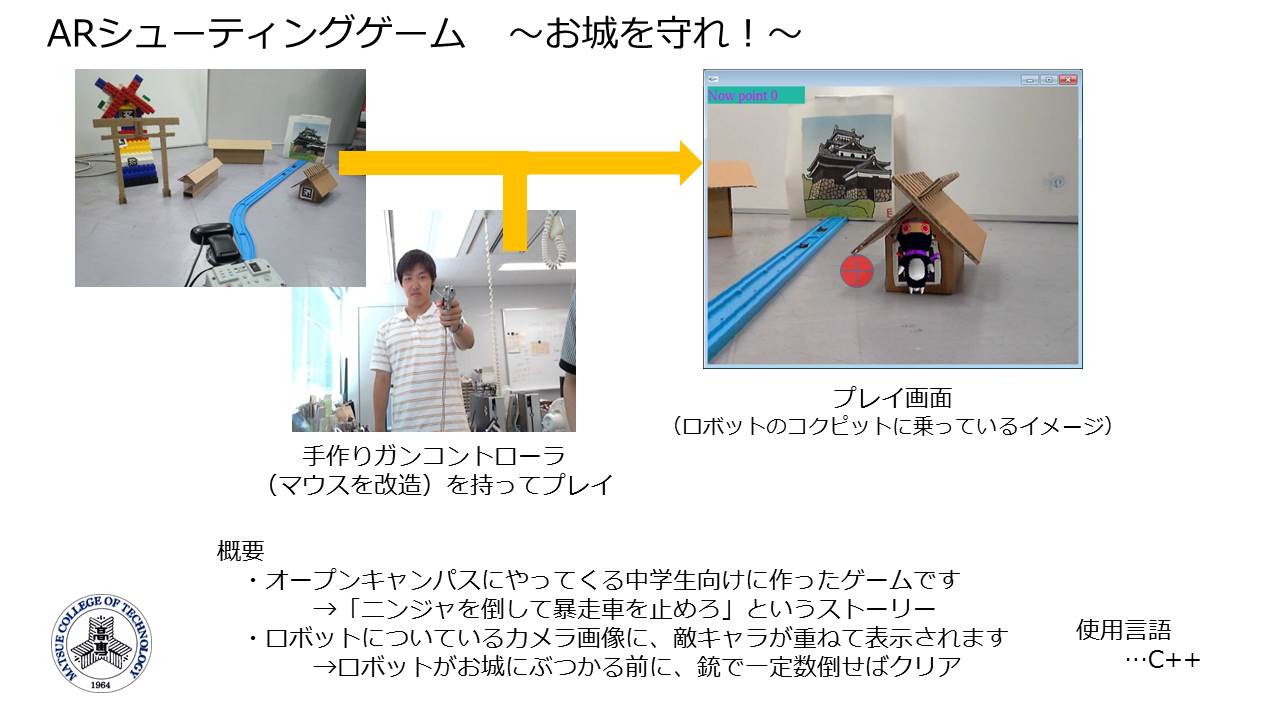 ARシューティングゲーム　～お城を守れ！～
Now point 0
プレイ画面
（ロボットのコクピットに乗っているイメージ）
手作りガンコントローラ
（マウスを改造）を持ってプレイ
概要
・オープンキャンパスにやってくる中学生向けに作ったゲームです
→「ニンジャを倒して暴走車を止めろ」というストーリー
・ロボットについているカメラ画像に、敵キャラが重ねて表示されます
→ロボットがお城にぶつかる前に、銃で一定数倒せばクリア
使用言語
…C++
MATSUE COLLEGE OF TECHNOLOGY
高専
1964